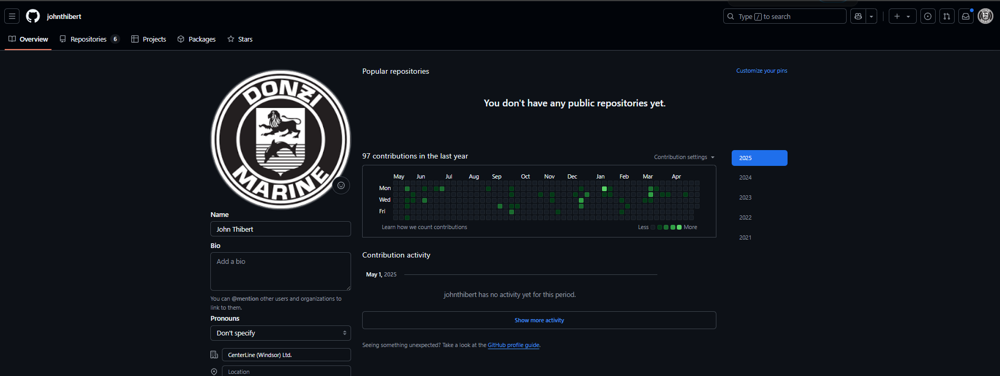 johnthibert
Type / to search
Overview
Repositories 6
Projects
Packages
Stars
DONZI
MARINE
Name
John Thibert
Bio
Add a bio
You can @mention other users and organizations to
link to them.
Pronouns
Don't specify
CenterLine (Windsor) Ltd.
Location
Popular repositories
Customize your pins
You don't have any public repositories yet.
97 contributions in the last year
Contribution settings
May Jun Jul Aug Sep Oct Nov Dec Jan Feb Mar Apr
Mon
Wed
Fri
Learn how we count contributions
Less More
2025
2024
2023
2022
2021
Contribution activity
May 1, 2025
johnthibert has no activity yet for this period.
Show more activity
Seeing something unexpected? Take a look at the GitHub profile guide.